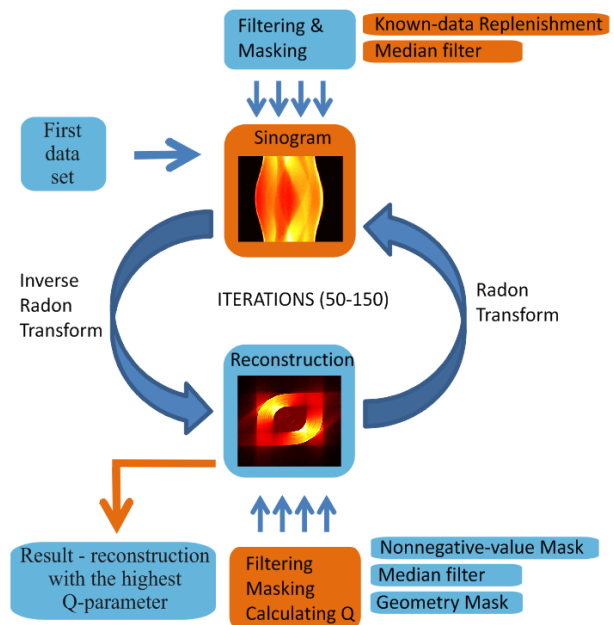 Filtering &
Masking
Known-data Replenishment
Median filter
First
data
set
Sinogram
Inverse
Radon
Transform
ITERATIONS (50-150)
Radon
Transform
Reconstruction
Result - reconstruction
with the highest
Q-parameter
Filtering
Masking
Calculating Q
Nonnegative-value Mask
Median filter
Geometry Mask